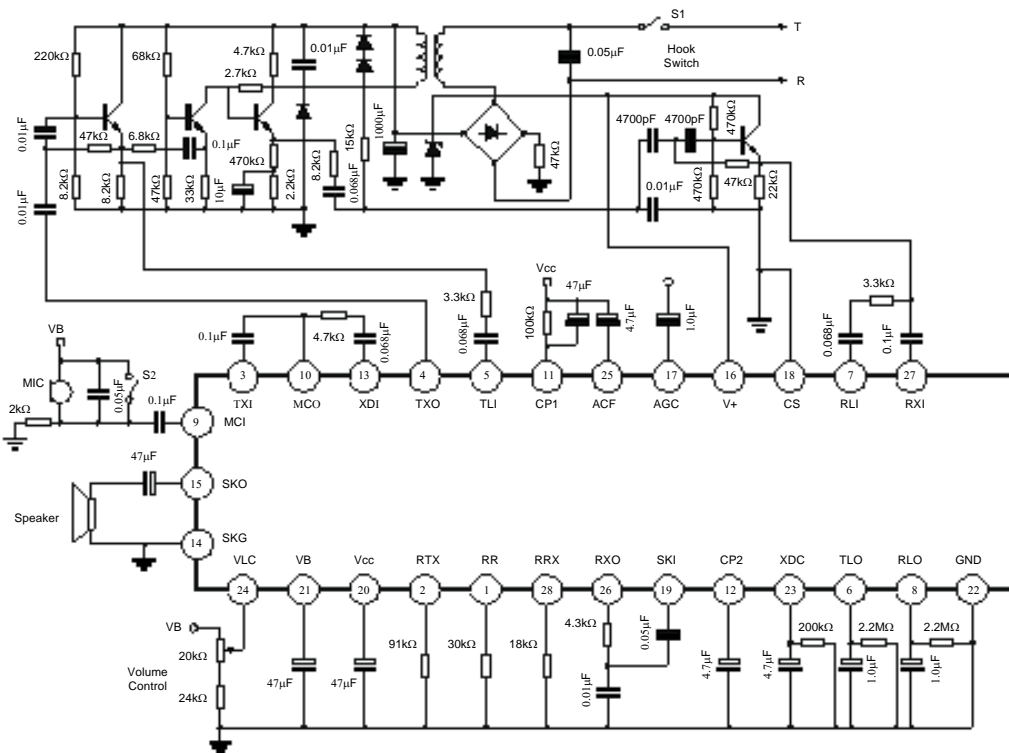 S1
T
Hook
Switch
R
220kΩ
68kΩ
4.7kΩ
0.01μF
0.05μF
2.7kΩ
0.01μF
47kΩ
6.8kΩ
0.1μF
470kΩ
8.2kΩ
8.2kΩ
47kΩ
33kΩ
10μF
2.2kΩ
8.2kΩ
0.068μF
15kΩ
1000μF
47kΩ
4700pF
4700pF
470kΩ
470kΩ
47kΩ
22kΩ
0.01μF
0.01μF
VB
MIC
2kΩ
0.05μF
S2
0.1μF
0.1μF
4.7kΩ
0.068μF
3.3kΩ
0.068μF
Vcc
100kΩ
47μF
4.7μF
1.0μF
3.3kΩ
0.068μF
0.1μF
3
10
13
4
5
11
25
17
16
18
7
27
TXI
MCO
XDI
TXO
TLI
CP1
ACF
AGC
V+
CS
RLI
RXI
9
MCI
47μF
15
SKO
Speaker
14
SKG
VLC
VB
Vcc
RTX
RR
RRX
RXO
SKI
CP2
XDC
TLO
RLO
GND
24
21
20
2
1
28
26
19
12
23
6
8
22
VB
20kΩ
Volume
Control
24kΩ
47μF
47μF
91kΩ
30kΩ
18kΩ
4.3kΩ
0.01μF
0.05μF
4.7μF
4.7μF
200kΩ
2.2MΩ
1.0μF
2.2MΩ
1.0μF